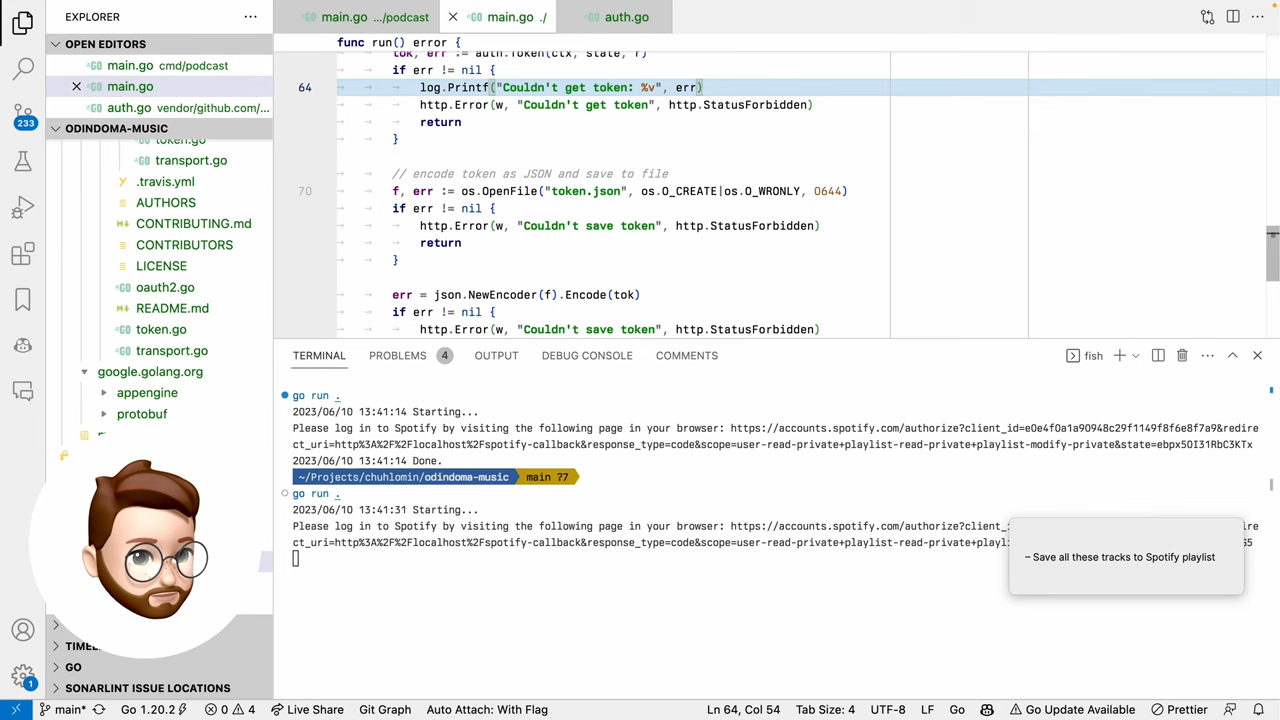 EXPLORER
OPEN EDITORS
main.go cmd/podcast
main.go
auth.go vendor/github.com/...
ODINDOMA-MUSIC
token.go
transport.go
.travis.yml
AUTHORS
CONTRIBUTING.md
CONTRIBUTORS
LICENSE
oauth2.go
README.md
token.go
transport.go
google.golang.org
appengine
protobuf
GO
SONARLINT ISSUE LOCATIONS
233
1
main.go .../podcast
main.go ./
auth.go
func run() error {
tok, err := auth.Token(ctx, state, r)
if err != nil {
64 log.Printf("Couldn't get token: %v", err)
http.Error(w, "Couldn't get token", http.StatusForbidden)
return
}
// encode token as JSON and save to file
70 f, err := os.OpenFile("token.json", os.O_CREATE|os.O_WRONLY, 0644)
if err != nil {
http.Error(w, "Couldn't save token", http.StatusForbidden)
return
}
err = json.NewEncoder(f).Encode(tok)
if err != nil {
http.Error(w, "Couldn't save token", http.StatusForbidden)
TERMINAL PROBLEMS 4 OUTPUT DEBUG CONSOLE COMMENTS fish
go run .
2023/06/10 13:41:14 Starting...
Please log in to Spotify by visiting the following page in your browser: https://accounts.spotify.com/authorize?client_id=e0e4f0a1a90948c29f1149f8f6e8f7a9&redire
ct_uri=http%3A%2F%2Flocalhost%2Fspotify-callback&response_type=code&scope=user-read-private+playlist-read-private+playlist-modify-private&state=ebpx50I31RbC3KTx
2023/06/10 13:41:14 Done.
~/Projects/chuhlomin/odindoma-music main ?7
go run .
2023/06/10 13:41:31 Starting...
Please log in to Spotify by visiting the following page in your browser: https://accounts.spotify.com/authorize?client_i
ct_uri=http%3A%2F%2Flocalhost%2Fspotify-callback&response_type=code&scope=user-read-private+playlist-read-private+playl
– Save all these tracks to Spotify playlist
main* Go 1.20.2 0 4 Live Share Git Graph Auto Attach: With Flag Ln 64, Col 54 Tab Size: 4 UTF-8 LF Go Go Update Available Prettier